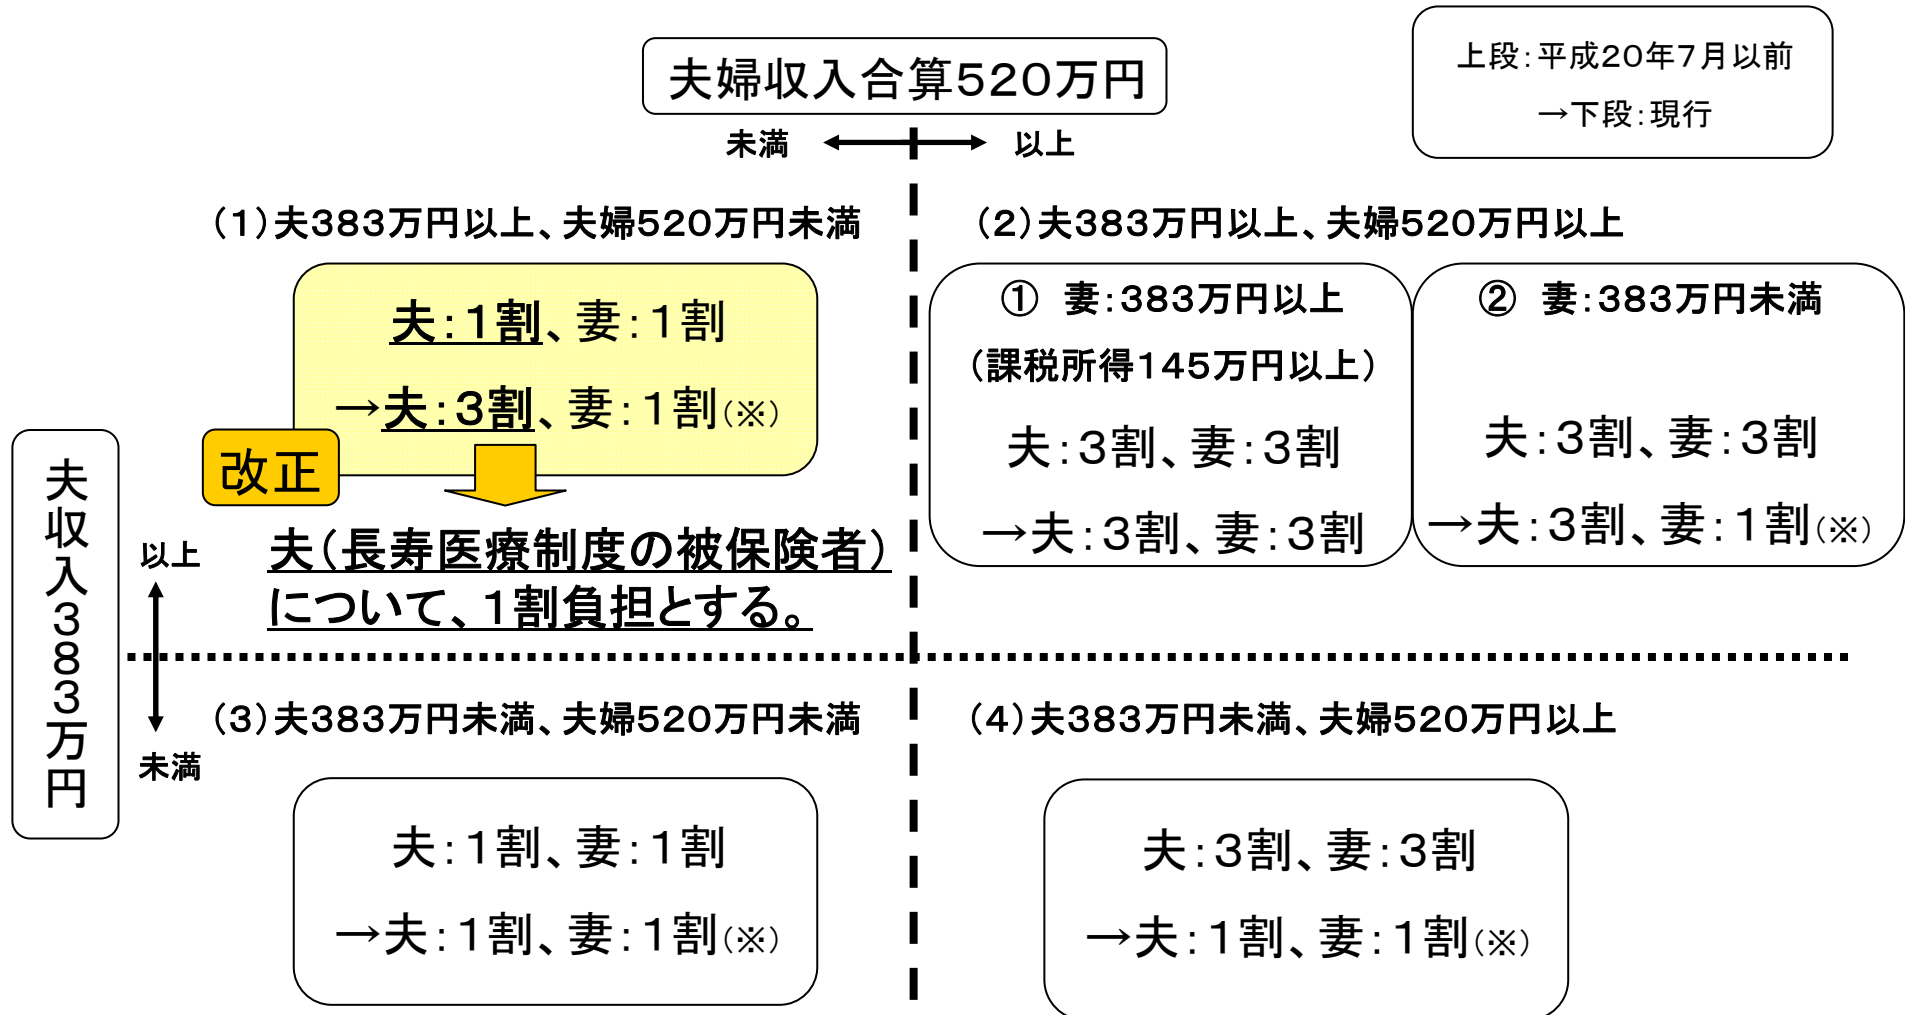 夫婦収入合算520万円
未満
以上
上段:平成20年7月以前
→下段:現行
(1)夫383万円以上、夫婦520万円未満
夫:1割、妻:1割
→夫:3割、妻:1割(※)
改正
夫(長寿医療制度の被保険者)
について、1割負担とする。
(2)夫383万円以上、夫婦520万円以上
① 妻:383万円以上
(課税所得145万円以上)
夫:3割、妻:3割
→夫:3割、妻:3割
② 妻:383万円未満
夫:3割、妻:3割
→夫:3割、妻:1割(※)
夫収入383万円
以上
未満
(3)夫383万円未満、夫婦520万円未満
夫:1割、妻:1割
→夫:1割、妻:1割(※)
(4)夫383万円未満、夫婦520万円以上
夫:3割、妻:3割
→夫:1割、妻:1割(※)